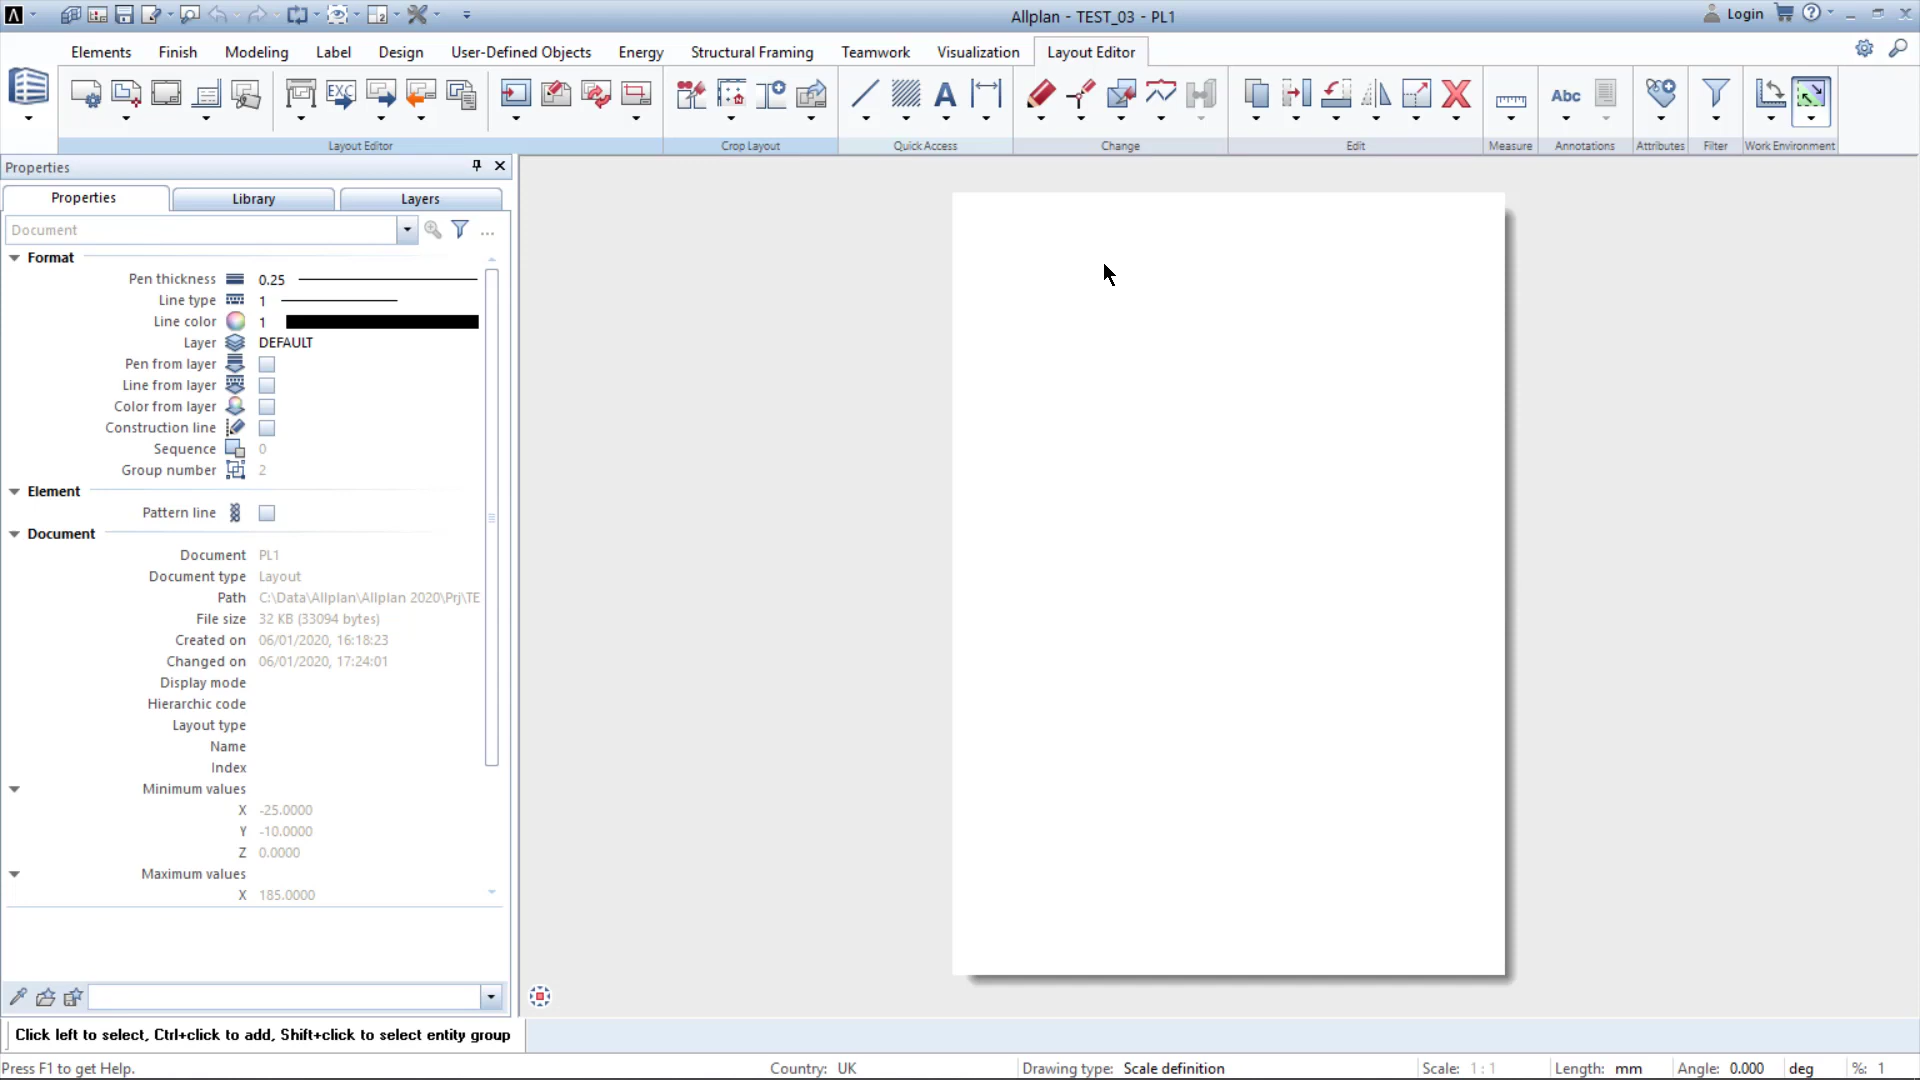 Allplan - TEST_03 - PL1
Login
Elements
Finish
Modeling
Label
Design
User-Defined Objects
Energy
Structural Framing
Teamwork
Visualization
Layout Editor
EXC
A
Abc
Layout Editor
Crop Layout
Quick Access
Change
Edit
Measure
Annotations
Attributes
Filter
Work Environment
Properties
Properties
Library
Layers
Document
Format
Pen thickness 0.25
Line type 1
Line color 1
Layer DEFAULT
Pen from layer
Line from layer
Color from layer
Construction line
Sequence 0
Group number 2
Element
Pattern line
Document
Document PL1
Document type Layout
Path C:\Data\Allplan\Allplan 2020\Prj\TE
File size 32 KB (33094 bytes)
Created on 06/01/2020, 16:18:23
Changed on 06/01/2020, 17:24:01
Display mode
Hierarchic code
Layout type
Name
Index
Minimum values
X -25.0000
Y -10.0000
Z 0.0000
Maximum values
X 185.0000
Click left to select, Ctrl+click to add, Shift+click to select entity group
Press F1 to get Help.
Country: UK
Drawing type: Scale definition
Scale: 1 : 1
Length: mm
Angle: 0.000 deg
%: 1